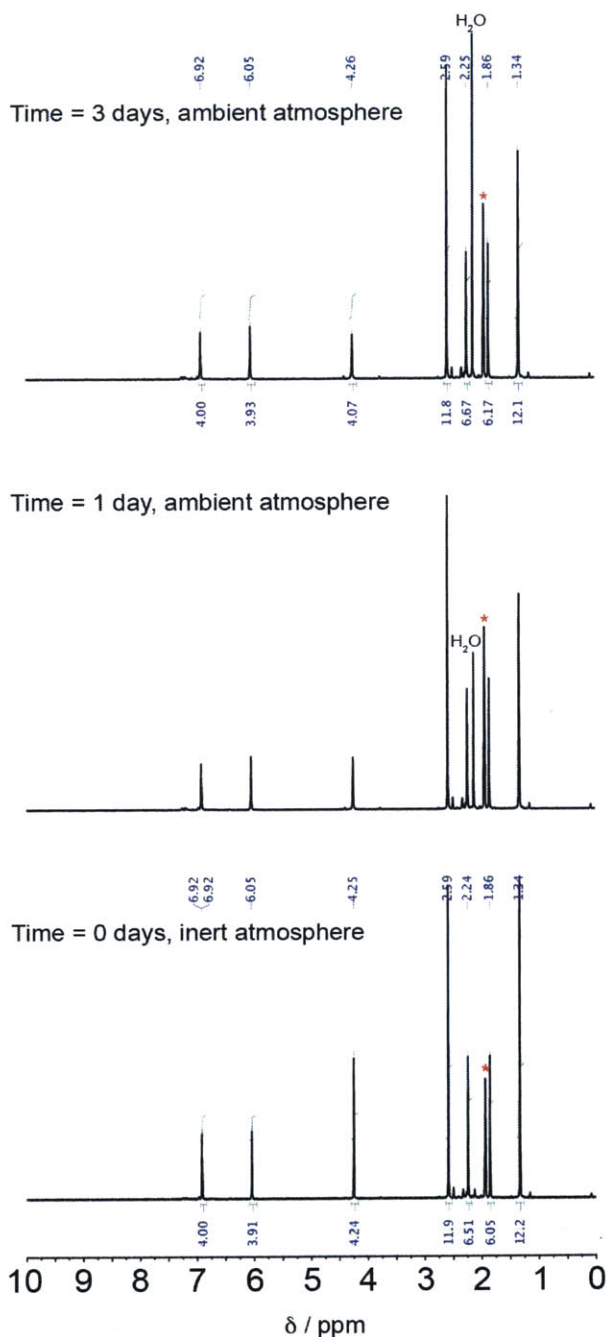 H₂O
-6.92 -6.05 -4.26 2.59 -2.25 -1.86 -1.34
Time = 3 days, ambient atmosphere
*
4.00 3.93 4.07 11.8 6.67 6.17 12.1
Time = 1 day, ambient atmosphere
*
H₂O
6.92 6.92 -6.05 -4.25 2.59 -2.24 -1.86 1.34
Time = 0 days, inert atmosphere
*
4.00 3.91 4.24 11.9 6.51 6.05 12.2
10 9 8 7 6 5 4 3 2 1 0
δ / ppm